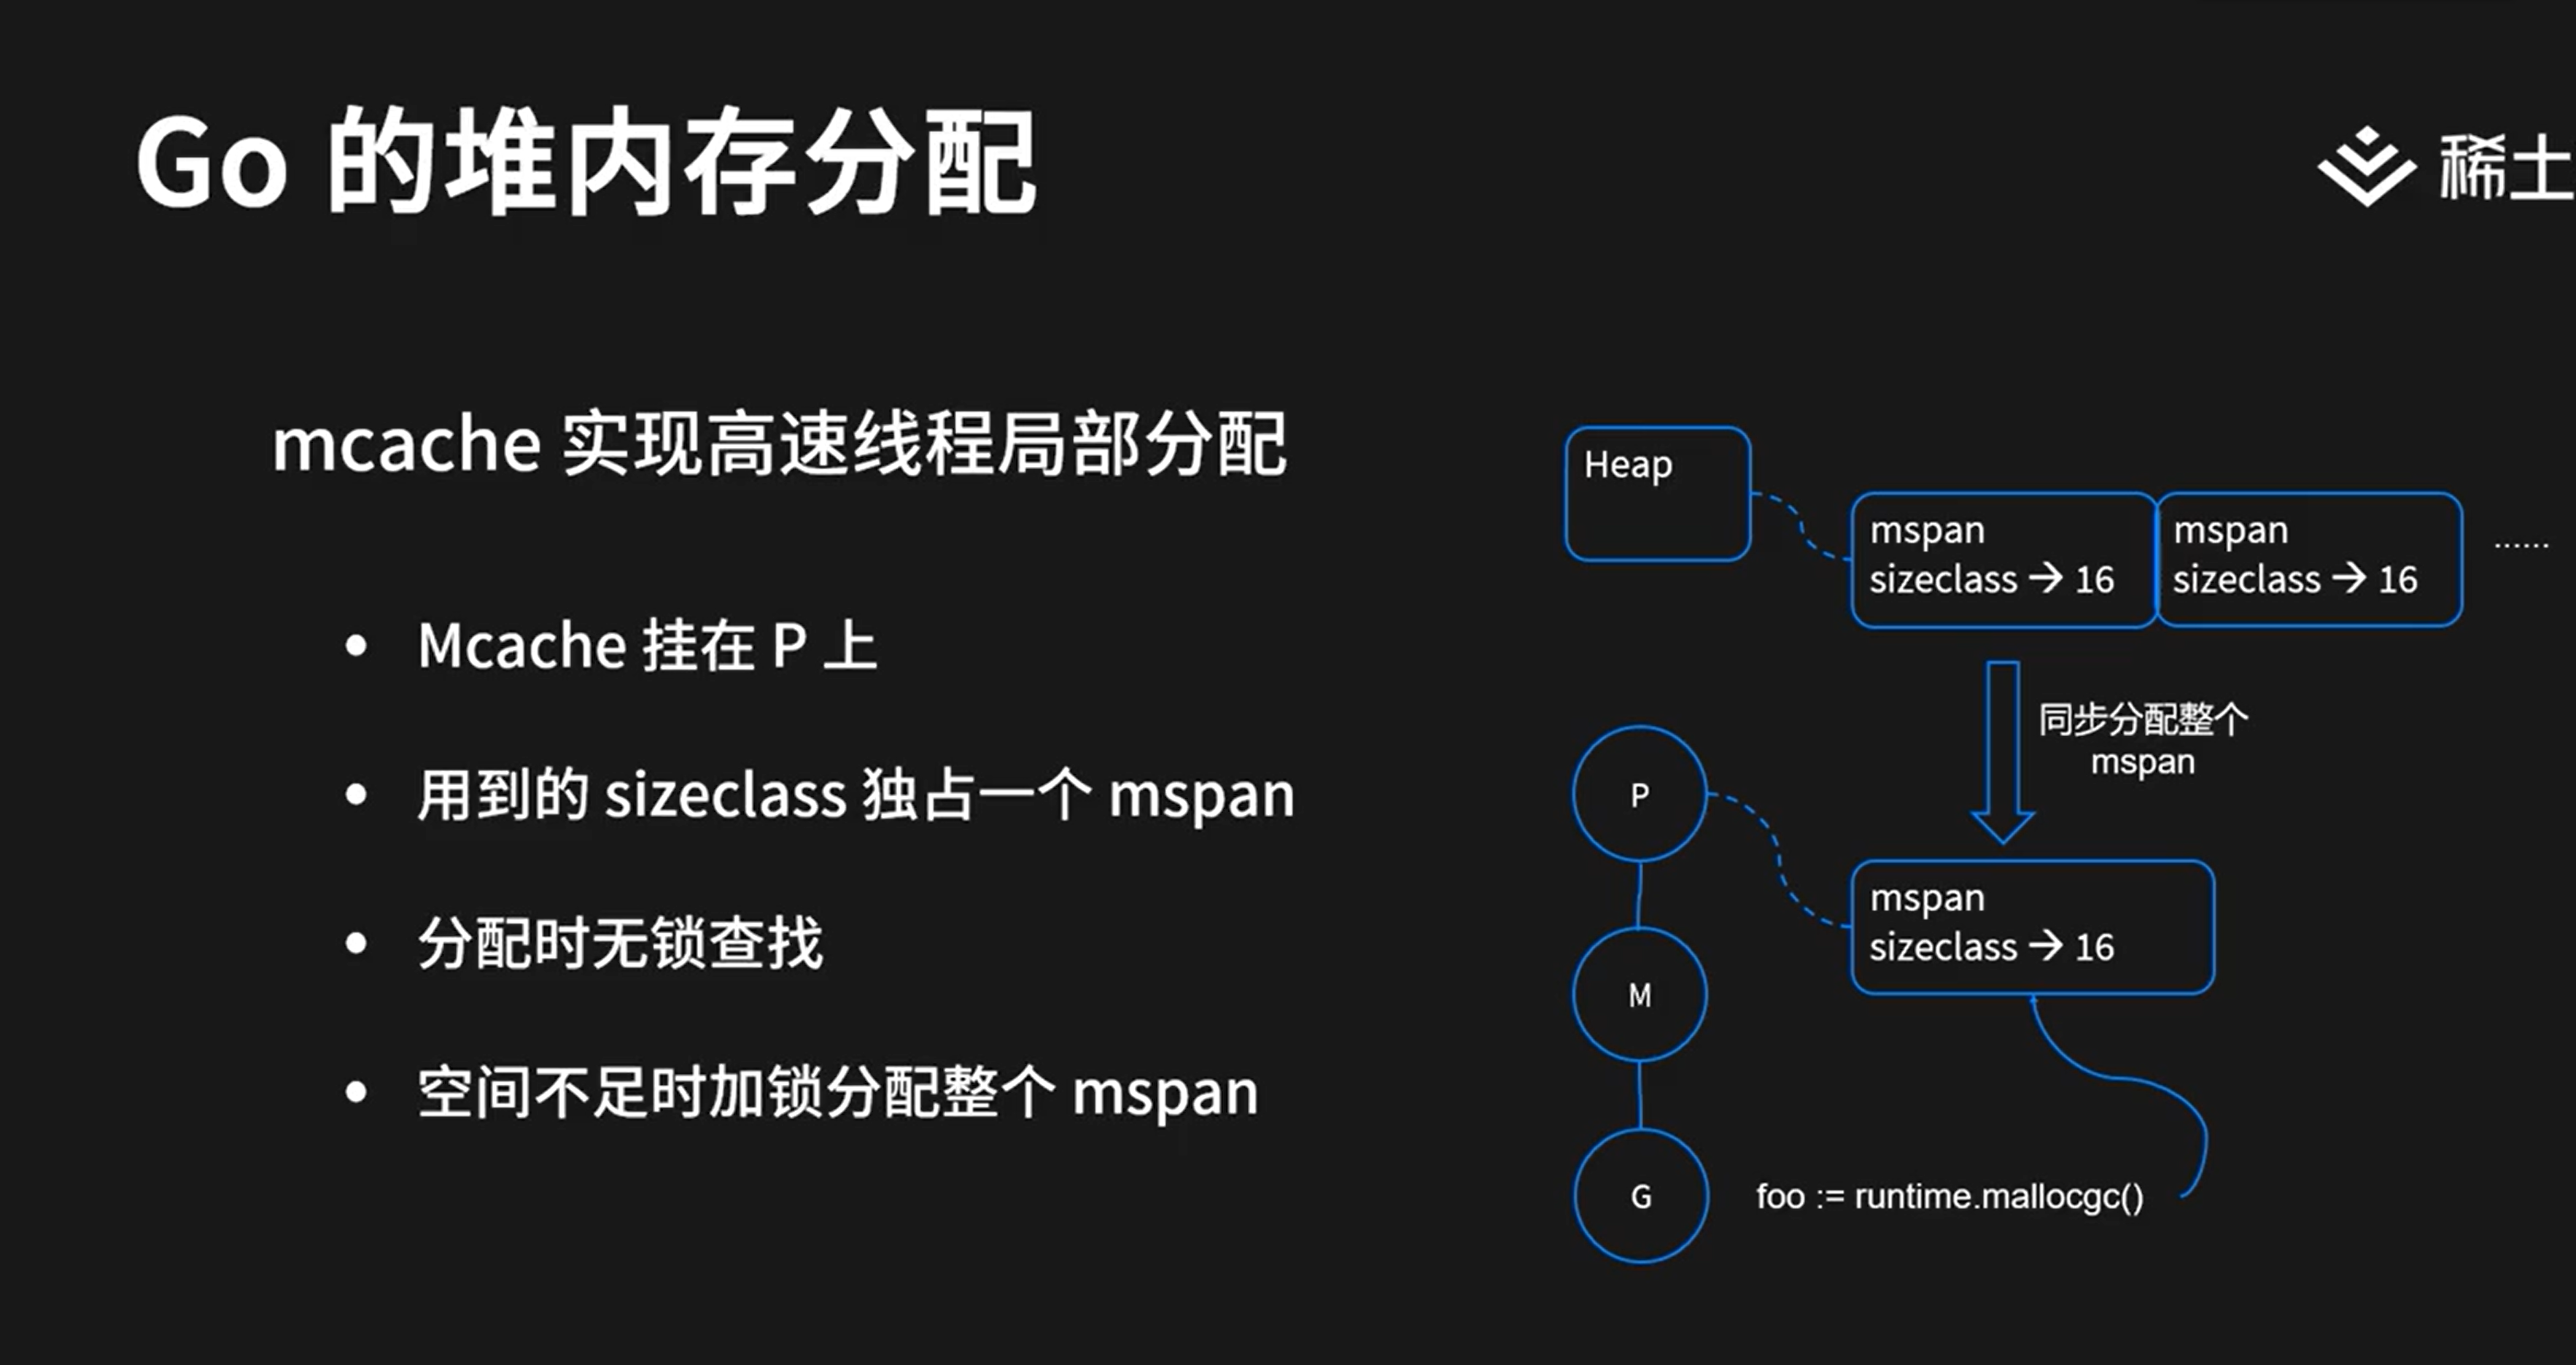 Go 的堆内存分配
稀土
mcache 实现高速线程局部分配
Mcache 挂在 P 上
用到的 sizeclass 独占一个 mspan
分配时无锁查找
空间不足时加锁分配整个 mspan
Heap
mspan
sizeclass → 16
mspan
sizeclass → 16
......
同步分配整个
mspan
P
mspan
sizeclass → 16
M
G
foo := runtime.mallocgc()